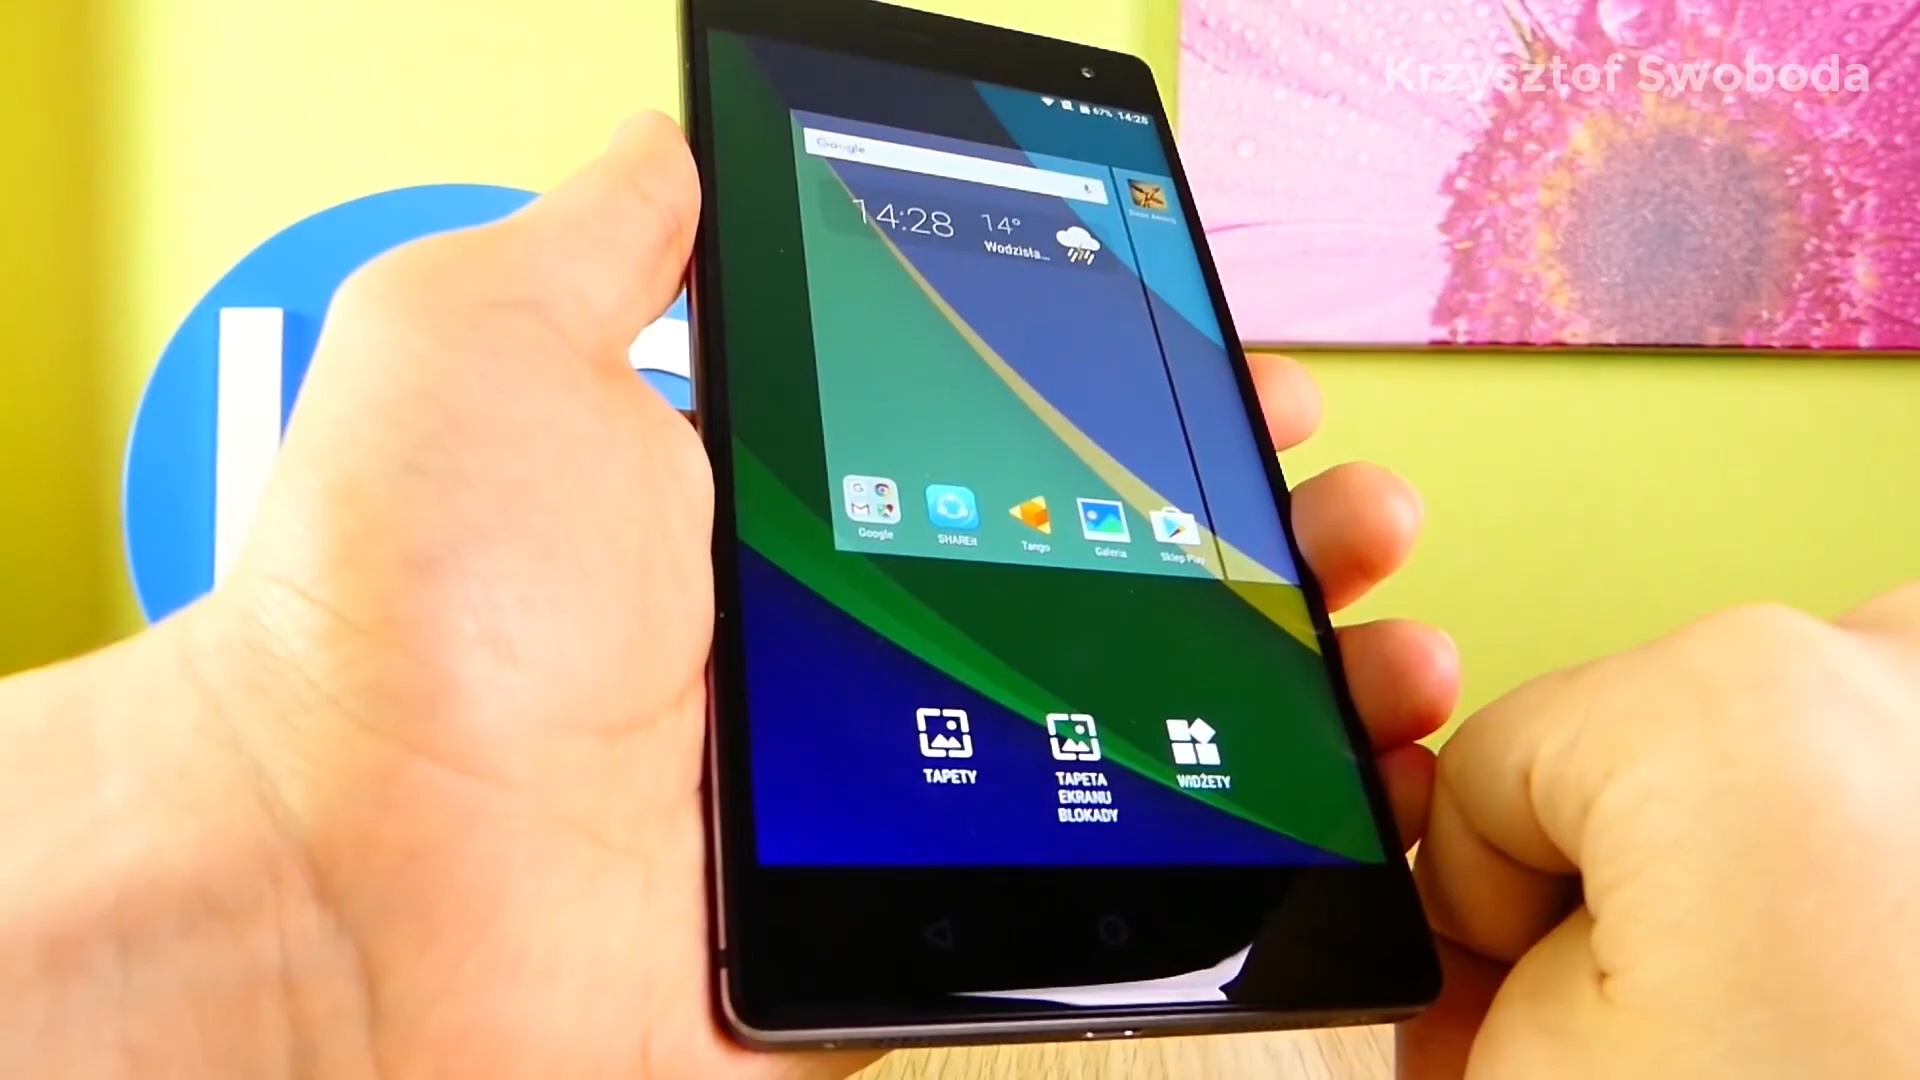 Krzysztof Swoboda
67% 14:28
Google
14:28
14°
Wodzisła...
Google
SHAREit
Tango
Galeria
Sklep Play
TAPETY
TAPETA
EKRANU
BLOKADY
WIDŻETY